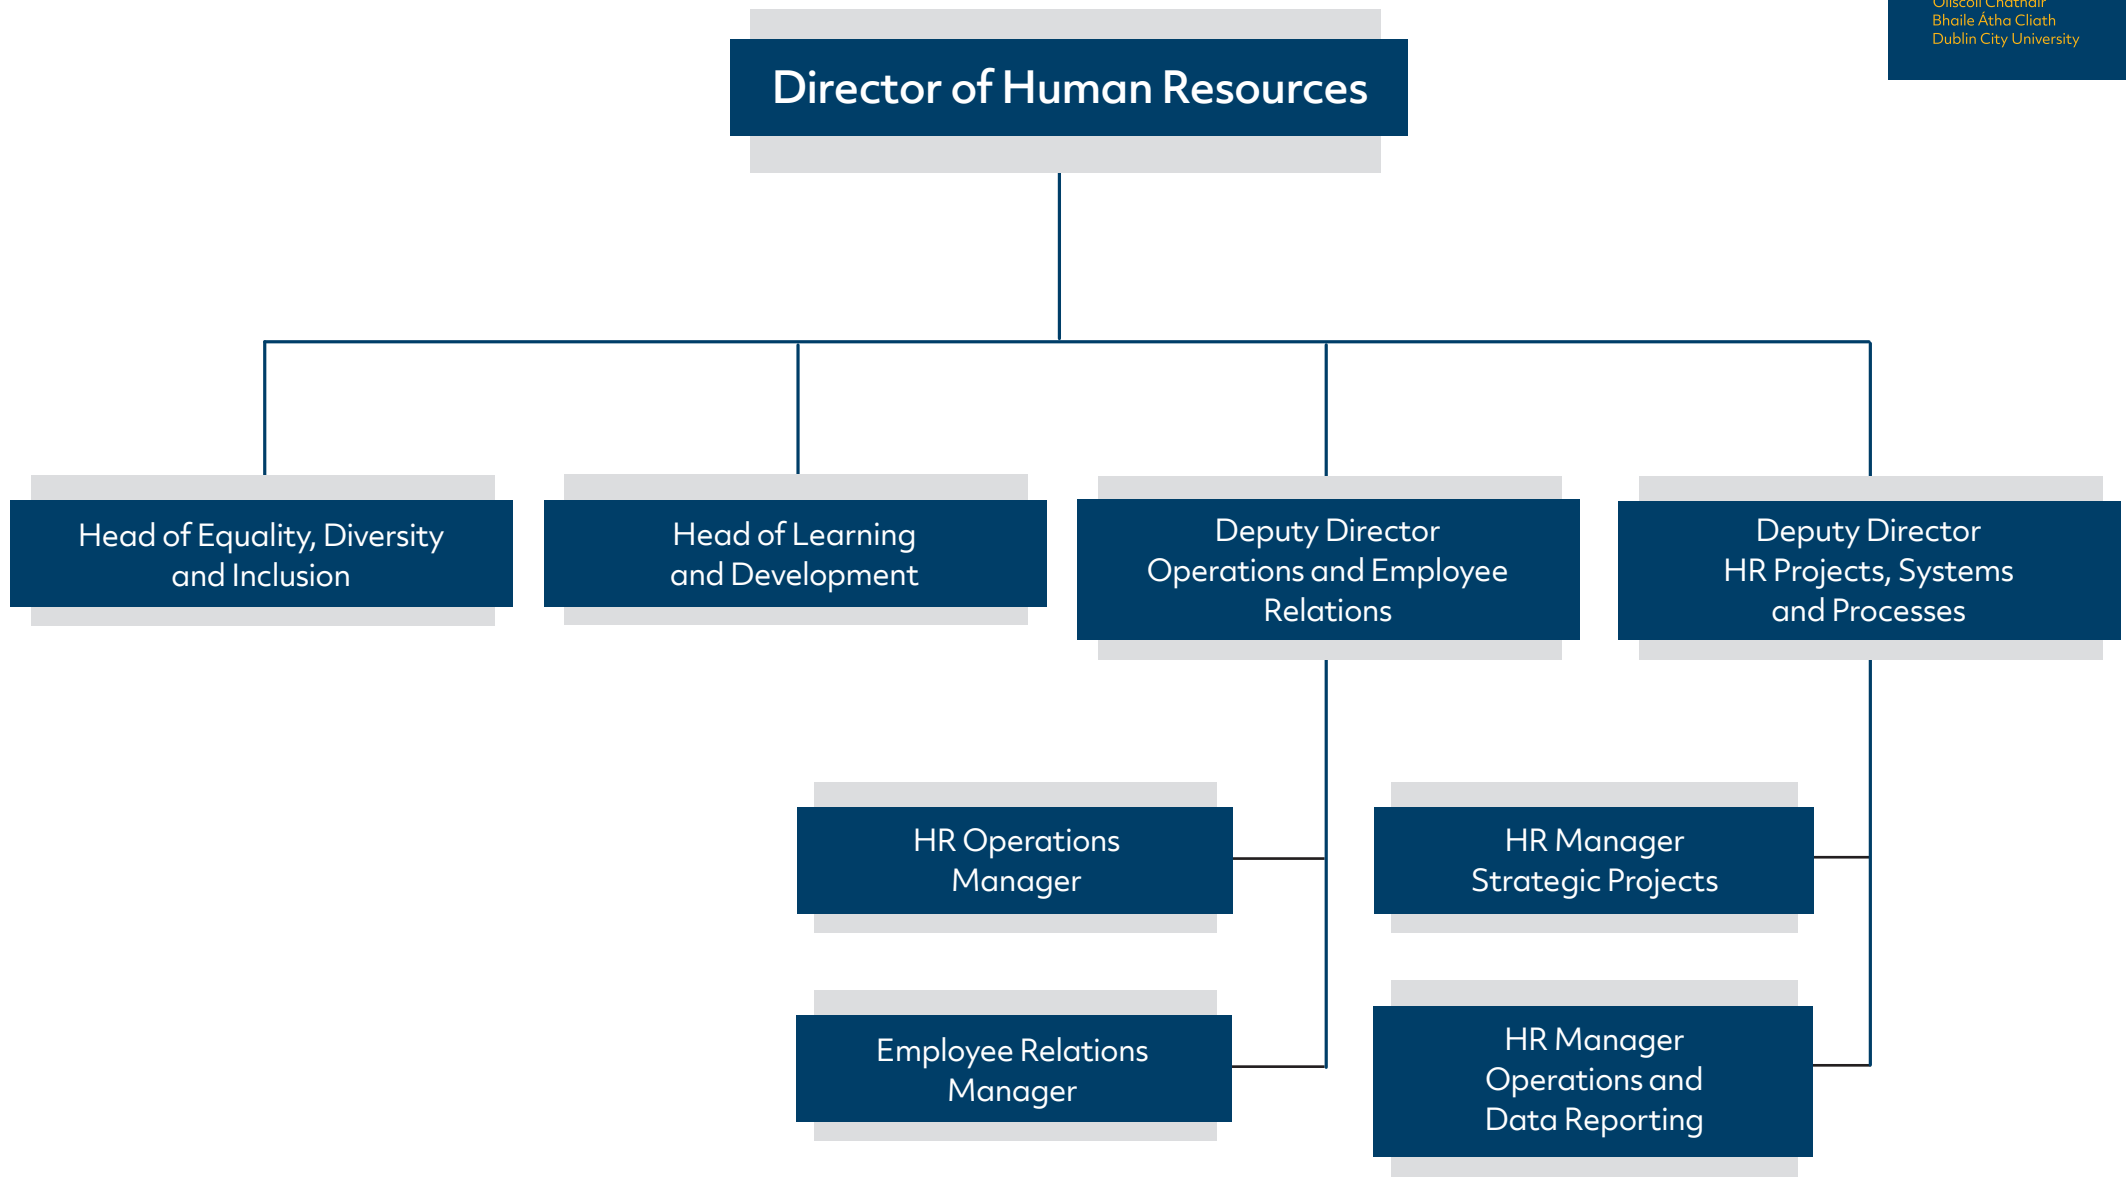 Ollscoil Chathair
Bhaile Átha Cliath
Dublin City University
Director of Human Resources
Head of Equality, Diversity
and Inclusion
Head of Learning
and Development
Deputy Director
Operations and Employee
Relations
Deputy Director
HR Projects, Systems
and Processes
HR Operations
Manager
HR Manager
Strategic Projects
Employee Relations
Manager
HR Manager
Operations and
Data Reporting